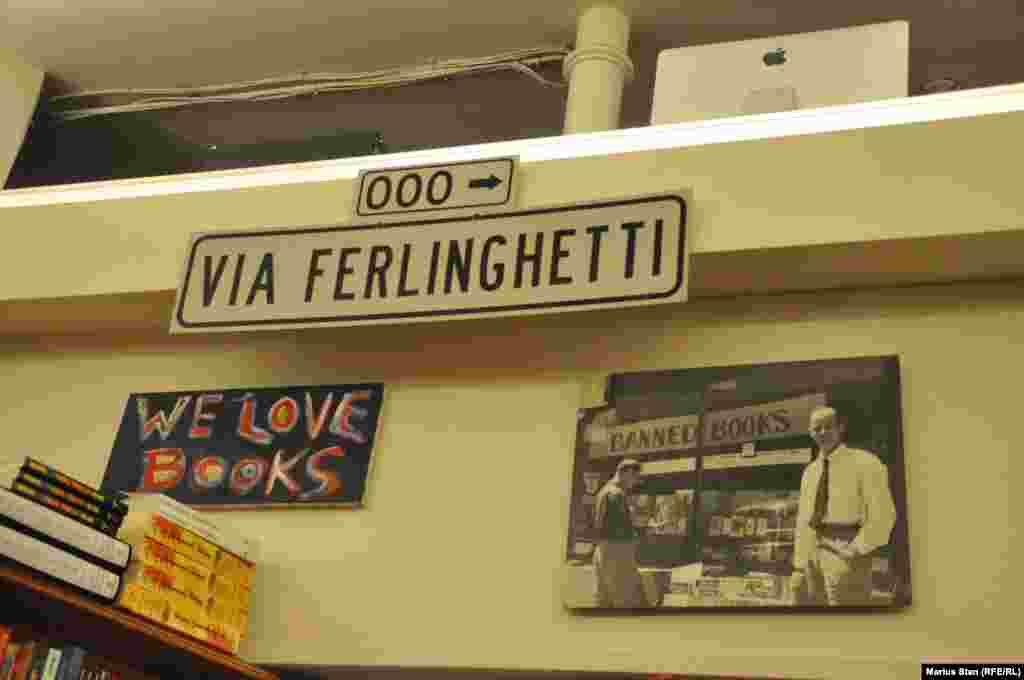 000 →
VIA FERLINGHETTI
WE LOVE
BOOKS
BANNED BOOKS
Marius Stan (RFE/RL)